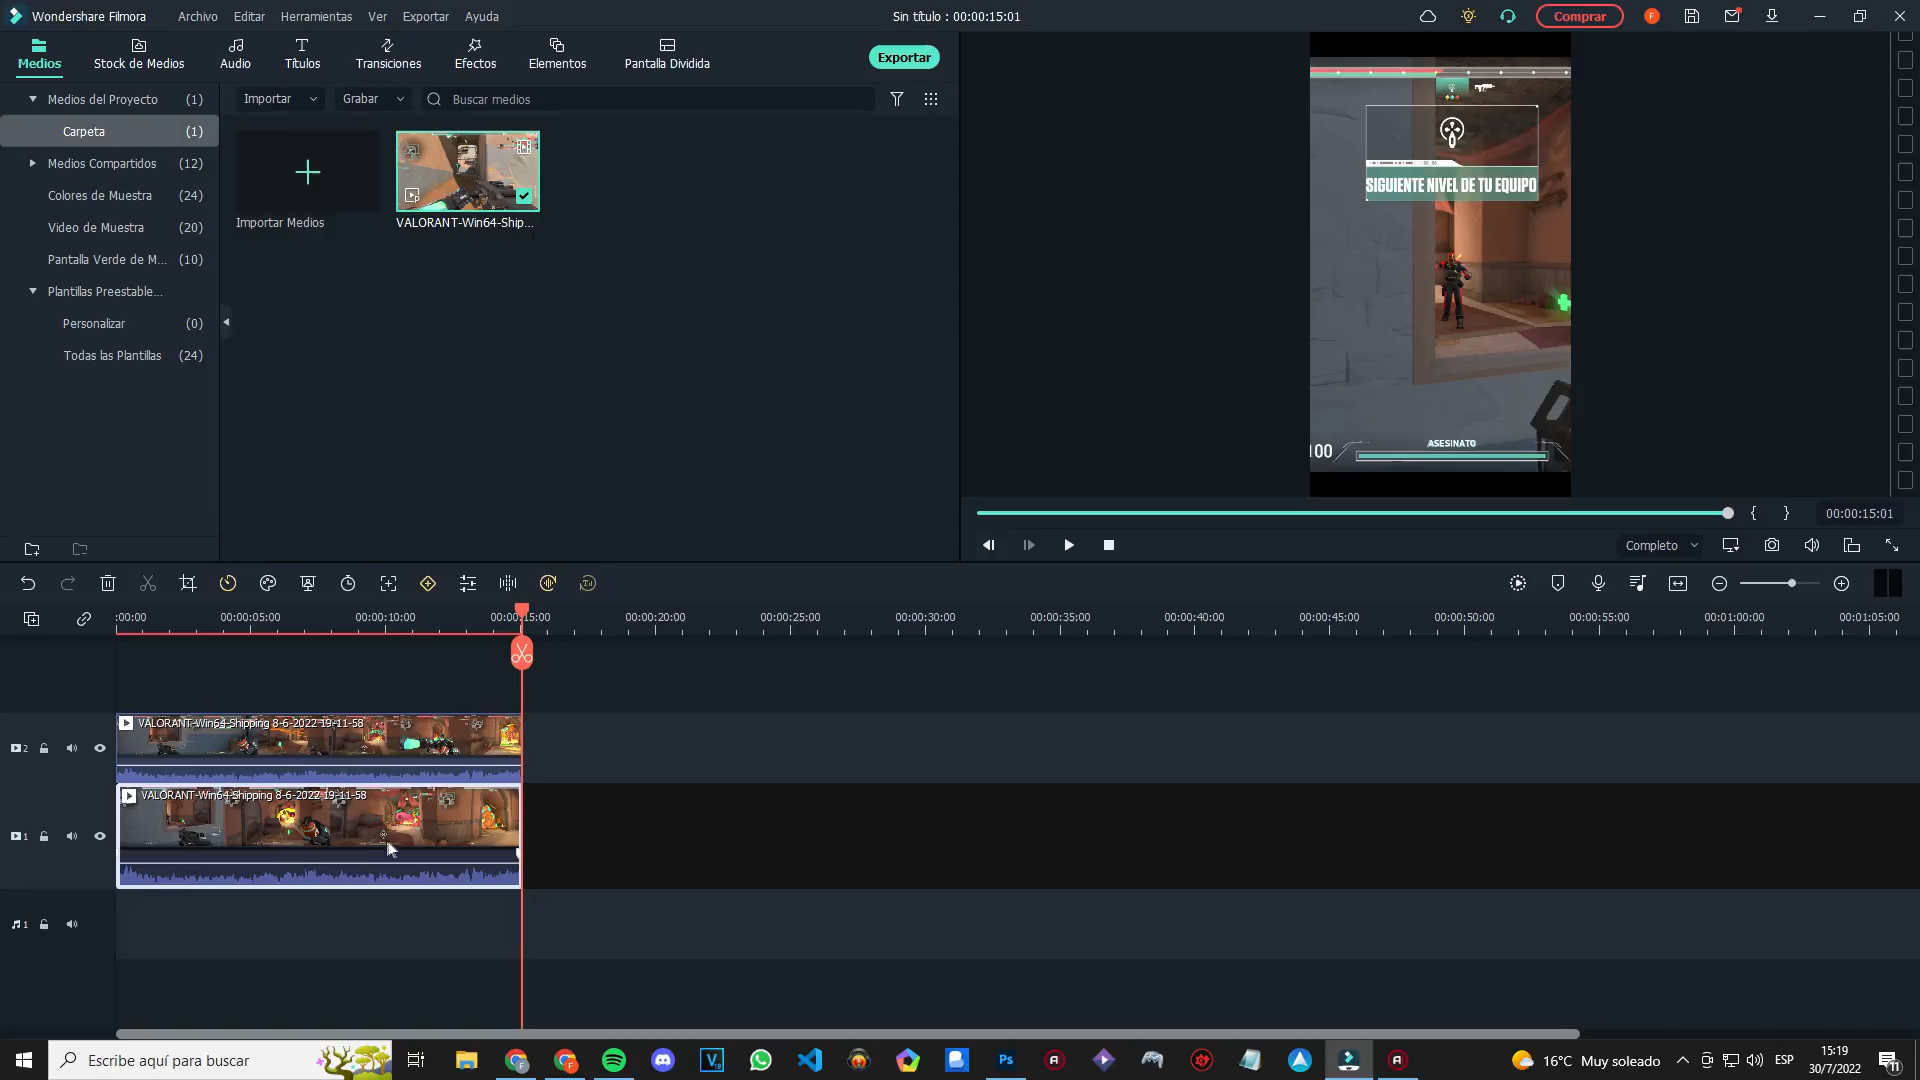 Wondershare Filmora
Archivo
Editar
Herramientas
Ver
Exportar
Ayuda
Sin título : 00:00:15:01
Comprar
F
Medios
Stock de Medios
Audio
Títulos
Transiciones
Efectos
Elementos
Pantalla Dividida
Exportar
Medios del Proyecto (1)
Carpeta (1)
Medios Compartidos (12)
Colores de Muestra (24)
Video de Muestra (20)
Pantalla Verde de M... (10)
Plantillas Preestable...
Personalizar (0)
Todas las Plantillas (24)
Importar
Grabar
Buscar medios
Importar Medios
VALORANT-Win64-Ship...
SIGUIENTE NIVEL DE TU EQUIPO
ASESINATO
100
{ } 00:00:15:01
Completo
:00:00
00:00:05:00
00:00:10:00
00:00:15:00
00:00:20:00
00:00:25:00
00:00:30:00
00:00:35:00
00:00:40:00
00:00:45:00
00:00:50:00
00:00:55:00
00:01:00:00
00:01:05:00
2
VALORANT-Win64-Shipping 8-6-2022 19-11-58
1
VALORANT-Win64-Shipping 8-6-2022 19-11-58
1
Escribe aquí para buscar
Ps
16°C Muy soleado
ESP
15:19
30/7/2022
11